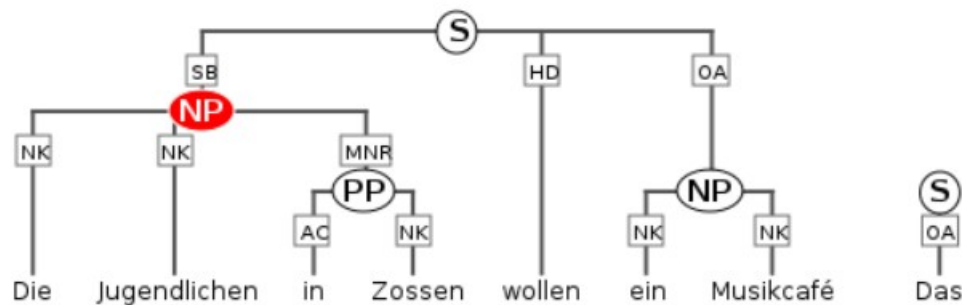 S
SB HD OA
NP
NK NK MNR
PP NP S
AC NK NK NK OA
Die Jugendlichen in Zossen wollen ein Musikcafé Das